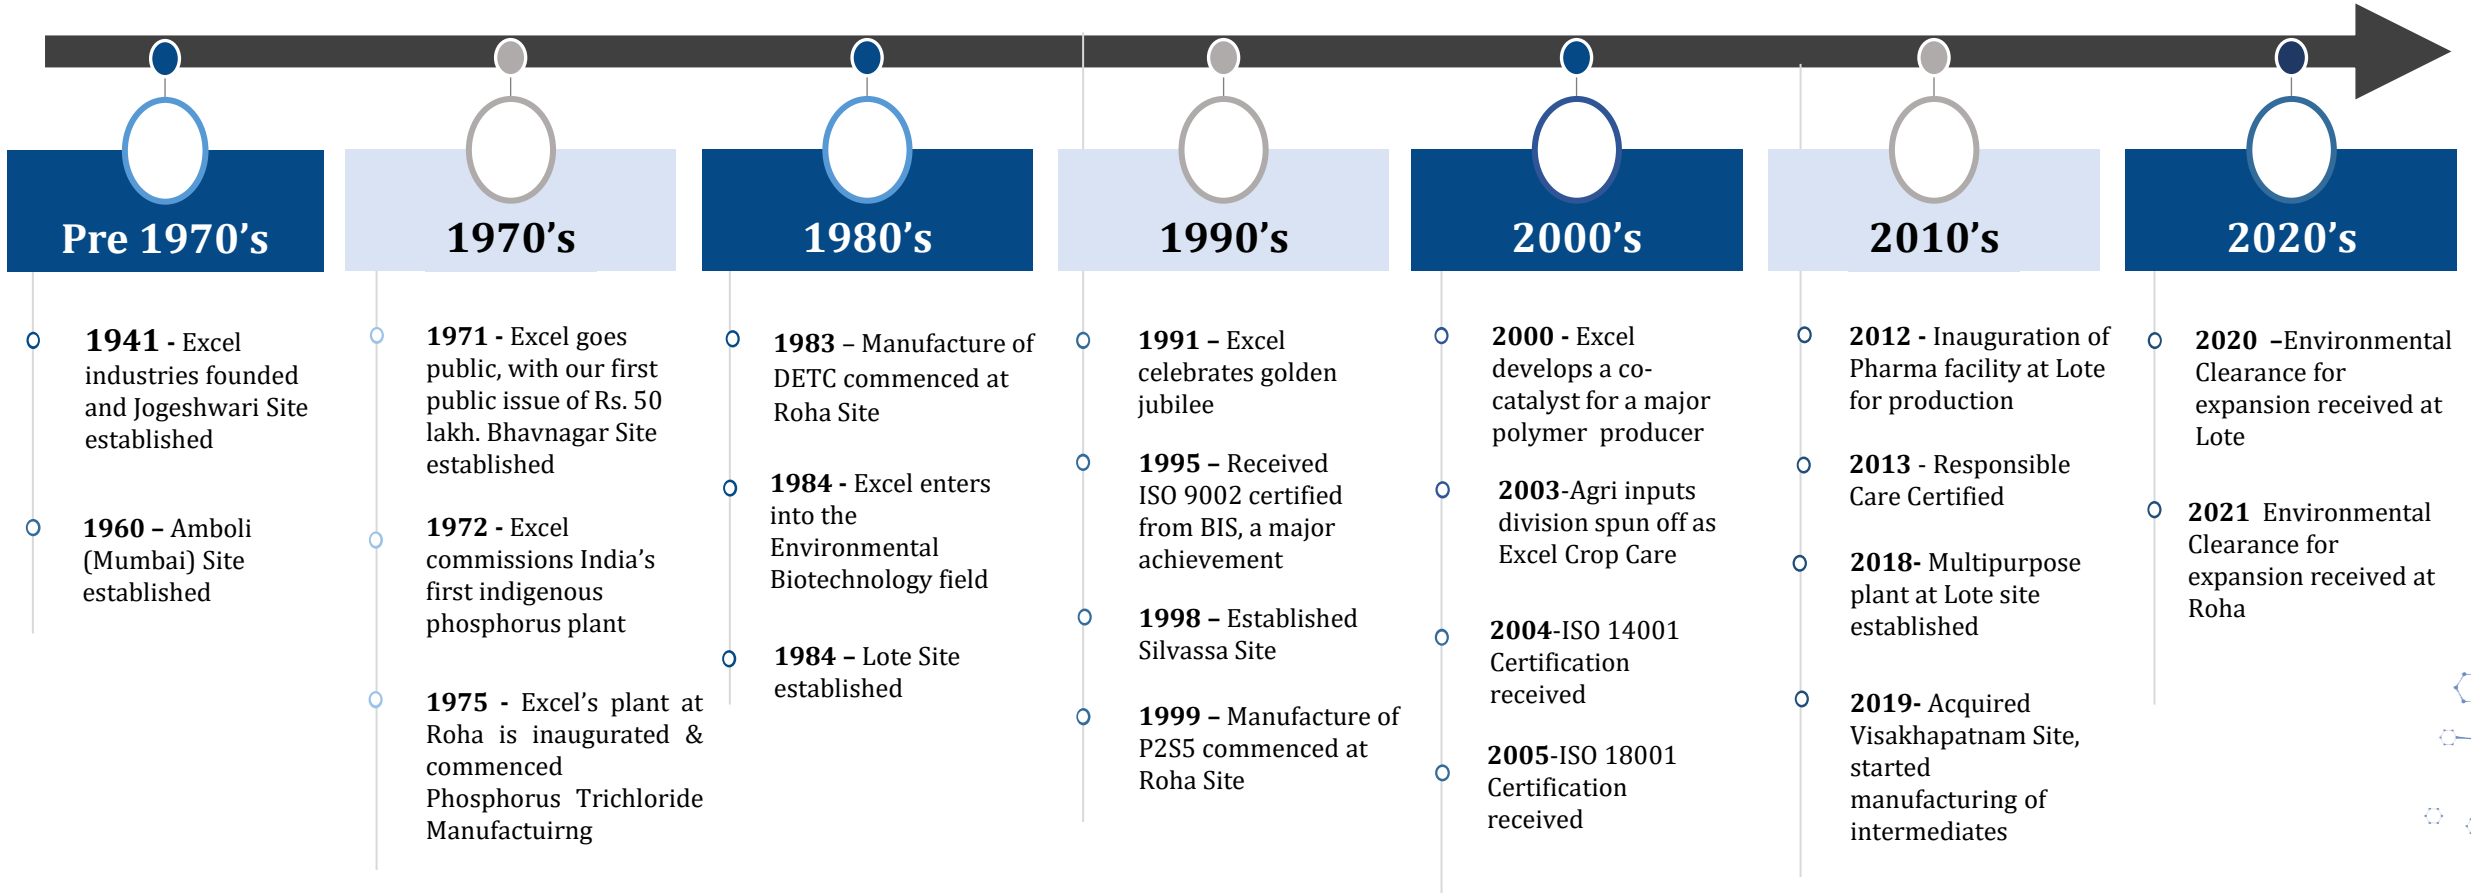 Pre 1970’s
1941 - Excel
industries founded
and Jogeshwari Site
established
1960 – Amboli
(Mumbai) Site
established
1970’s
1971 - Excel goes
public, with our first
public issue of Rs. 50
lakh. Bhavnagar Site
established
1972 - Excel
commissions India’s
first indigenous
phosphorus plant
1975 - Excel’s plant at
Roha is inaugurated &
commenced
Phosphorus Trichloride
Manufactuirng
1980’s
1983 – Manufacture of
DETC commenced at
Roha Site
1984 - Excel enters
into the
Environmental
Biotechnology field
1984 – Lote Site
established
1990’s
1991 – Excel
celebrates golden
jubilee
1995 – Received
ISO 9002 certified
from BIS, a major
achievement
1998 – Established
Silvassa Site
1999 – Manufacture of
P2S5 commenced at
Roha Site
2000’s
2000 - Excel
develops a co-
catalyst for a major
polymer producer
2003-Agri inputs
division spun off as
Excel Crop Care
2004-ISO 14001
Certification
received
2005-ISO 18001
Certification
received
2010’s
2012 - Inauguration of
Pharma facility at Lote
for production
2013 - Responsible
Care Certified
2018- Multipurpose
plant at Lote site
established
2019- Acquired
Visakhapatnam Site,
started
manufacturing of
intermediates
2020’s
2020 –Environmental
Clearance for
expansion received at
Lote
2021 Environmental
Clearance for
expansion received at
Roha